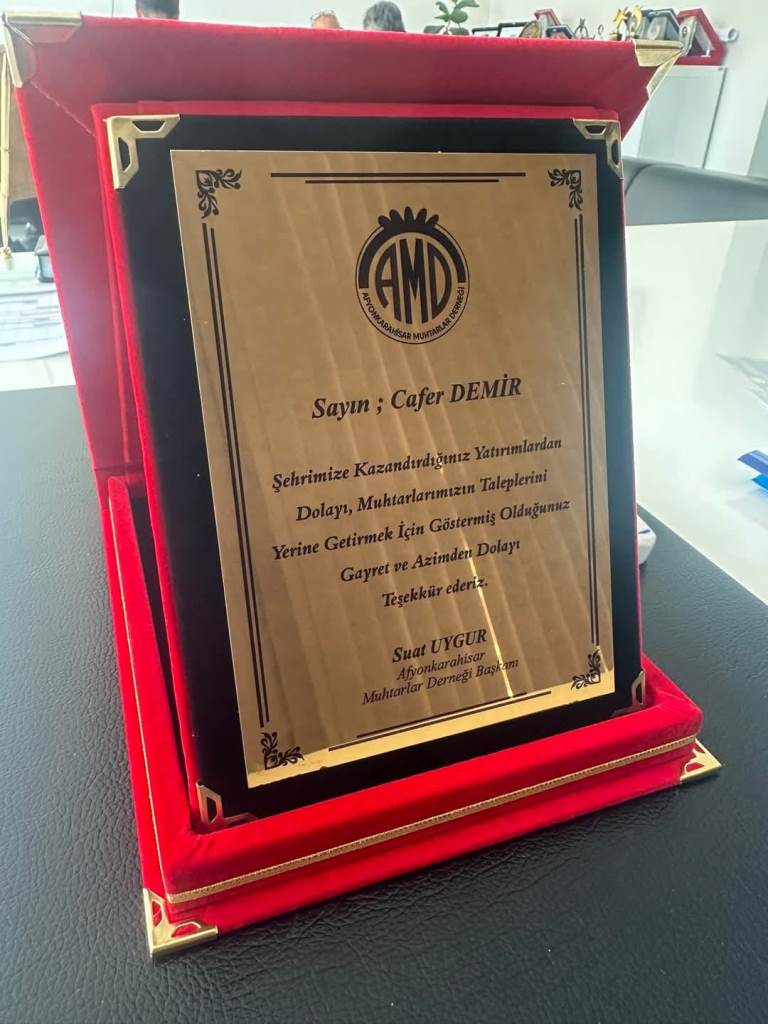 AMD
AFYONKARAHİSAR MUHTARLAR DERNEĞİ
Sayın ; Cafer DEMİR
Şehrimize Kazandırdığınız Yatırımlardan
Dolayı, Muhtarlarımızın Taleplerini
Yerine Getirmek İçin Göstermiş Olduğunuz
Gayret ve Azimden Dolayı
Teşekkür ederiz.
Suat UYGUR
Afyonkarahisar
Muhtarlar Derneği Başkanı